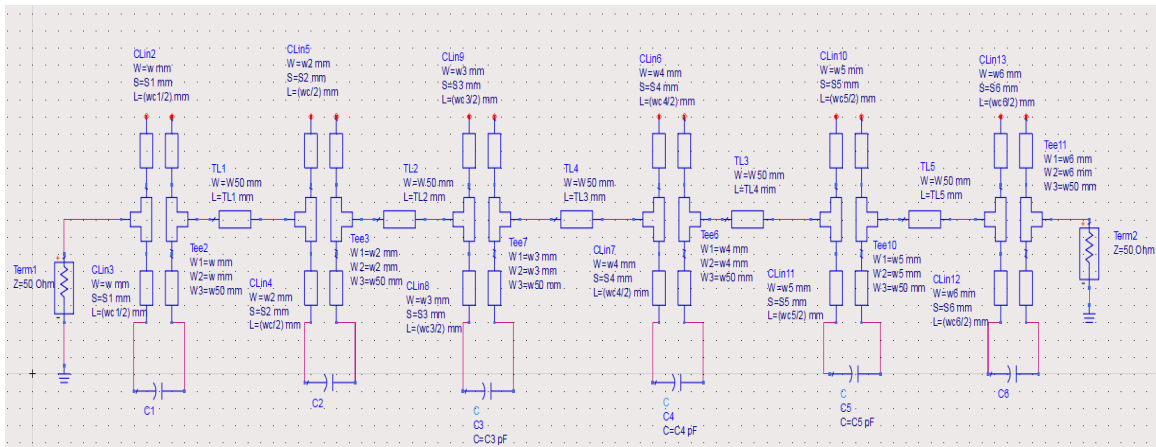 CLin2
W=w mm
S=S1 mm
L=(wc1/2) mm
CLin5
W=w2 mm
S=S2 mm
L=(wc/2) mm
CLin9
W=w3 mm
S=S3 mm
L=(wc3/2) mm
CLin6
W=w4 mm
S=S4 mm
L=(wc4/2) mm
CLin10
W=w5 mm
S=S5 mm
L=(wc5/2) mm
CLin13
W=w6 mm
S=S6 mm
L=(wc6/2) mm
Tee11
W1=w6 mm
W2=w6 mm
W3=w50 mm
TL1
W=W50 mm
L=TL1 mm
TL2
W=W50 mm
L=TL2 mm
TL4
W=W50 mm
L=TL3 mm
TL3
W=W50 mm
L=TL4 mm
TL5
W=W50 mm
L=TL5 mm
Term1
Z=50 Ohm
CLin3
W=w mm
S=S1 mm
L=(wc1/2) mm
Tee2
W1=w mm
W2=w mm
W3=w50 mm
CLin4
W=w2 mm
S=S2 mm
L=(wc/2) mm
Tee3
W1=w2 mm
W2=w2 mm
W3=w50 mm
CLin8
W=w3 mm
S=S3 mm
L=(wc3/2) mm
Tee7
W1=w3 mm
W2=w3 mm
W3=w50 mm
CLin7
W=w4 mm
S=S4 mm
L=(wc4/2) mm
Tee6
W1=w4 mm
W2=w4 mm
W3=w50 mm
CLin11
W=w5 mm
S=S5 mm
L=(wc5/2) mm
Tee10
W1=w5 mm
W2=w5 mm
W3=w50 mm
CLin12
W=w6 mm
S=S6 mm
L=(wc6/2) mm
Term2
Z=50 Ohm
C1
C2
C
C3
C=C3 pF
C
C4
C=C4 pF
C
C5
C=C5 pF
C6